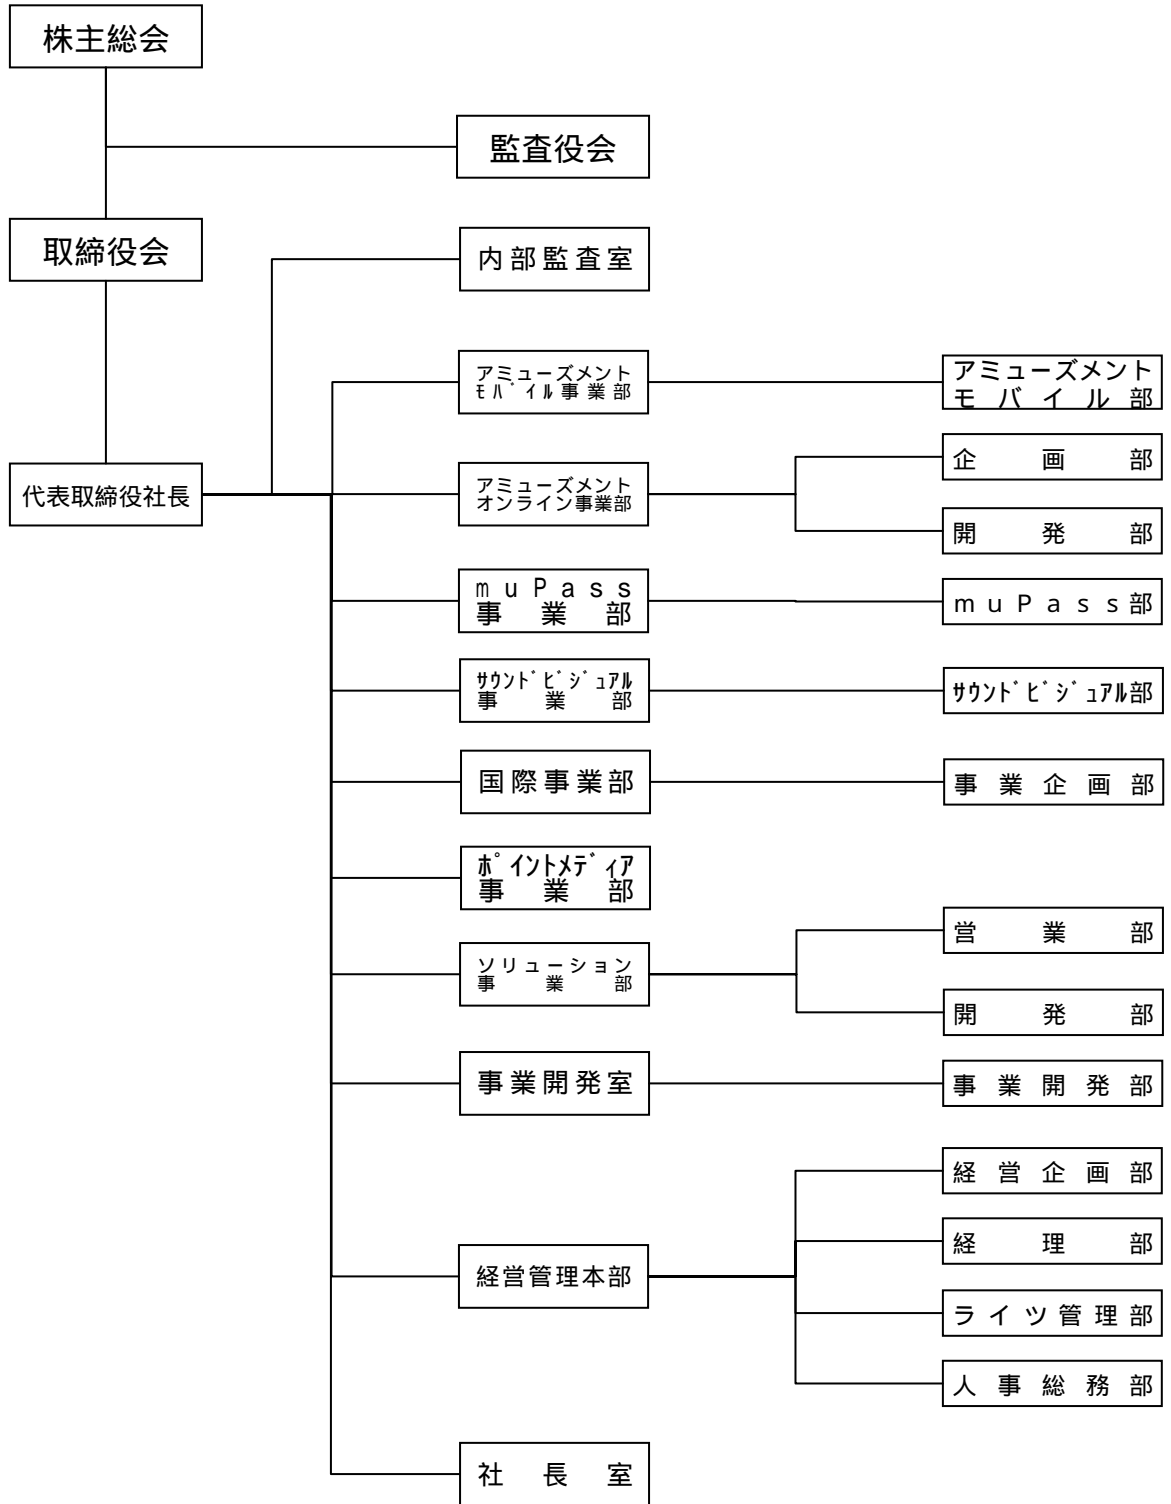 株主総会
監査役会
取締役会
内部監査室
アミューズメント
ﾓﾊﾞｲﾙ事業部
アミューズメント
モバイル部
代表取締役社長
アミューズメント
オンライン事業部
企画部
開発部
ｍｕＰａｓｓ
事業部
ｍｕＰａｓｓ部
ｻｳﾝﾄﾞﾋﾞｼﾞｭｱﾙ
事業部
ｻｳﾝﾄﾞﾋﾞｼﾞｭｱﾙ部
国際事業部
事業企画部
ﾎﾟｲﾝﾄﾒﾃﾞｨｱ
事業部
ソリューション
事業部
営業部
開発部
事業開発室
事業開発部
経営管理本部
経営企画部
経理部
ライツ管理部
人事総務部
社長室